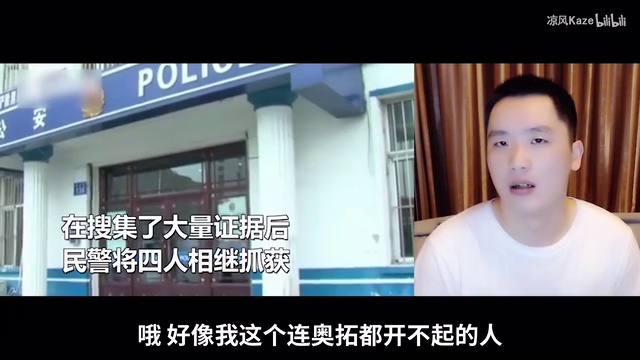 凉风Kaze bilibili
公安
POLICE
在搜集了大量证据后
民警将四人相继抓获
哦 好像我这个连奥拓都开不起的人